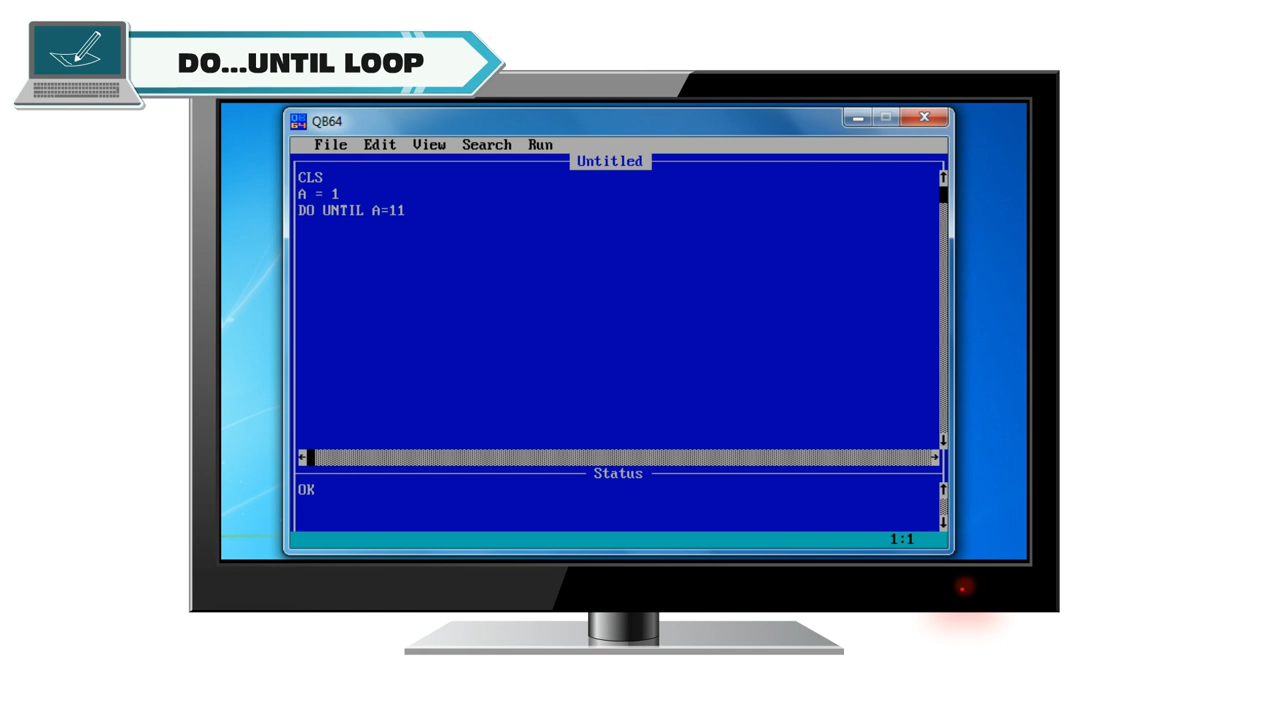 DO...UNTIL LOOP
QB64
File Edit View Search Run
Untitled
CLS
A = 1
DO UNTIL A=11
Status
OK
1:1